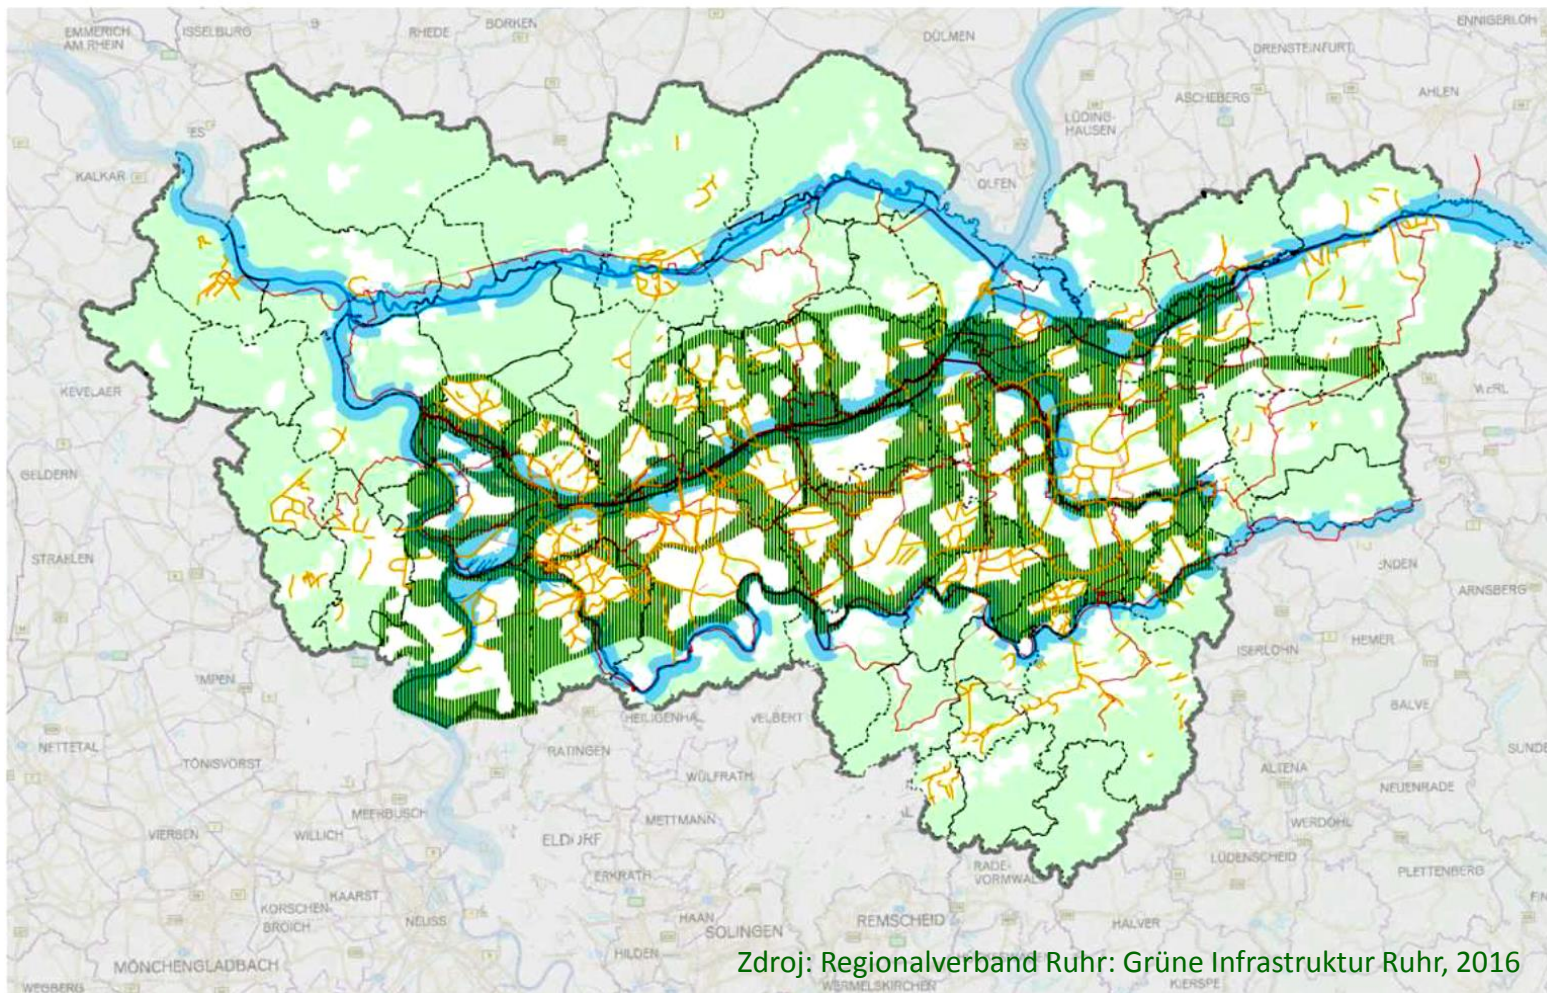 EMMERICH
AM RHEIN
ISSELBURG
RHEDE
BORKEN
DÜLMEN
ENNIGERLOH
DRENSTEINFURT
ASCHEBERG
AHLEN
LÜDING-
HAUSEN
KALKAR
OLFEN
KEVELAER
WERL
GELDERN
STRAELEN
ARNSBERG
HEMER
ISERLOHN
BALVE
NETTETAL
TÖNISVORST
RATINGEN
VELBERT
WÜLFRATH
ALTENA
NEUENRADE
MEERBUSCH
METTMANN
WERDOHL
VIERSEN
WILLICH
LÜDENSCHEID
PLETTENBERG
ERKRATH
RADE-
VORMWALD
KAARST
KORSCHEN-
BROICH
NEUSS
HAAN
SOLINGEN
REMSCHEID
HALVER
HILDEN
MÖNCHENGLADBACH
Zdroj: Regionalverband Ruhr: Grüne Infrastruktur Ruhr, 2016
WEGBERG
WERMELSKIRCHEN
KIERSPE